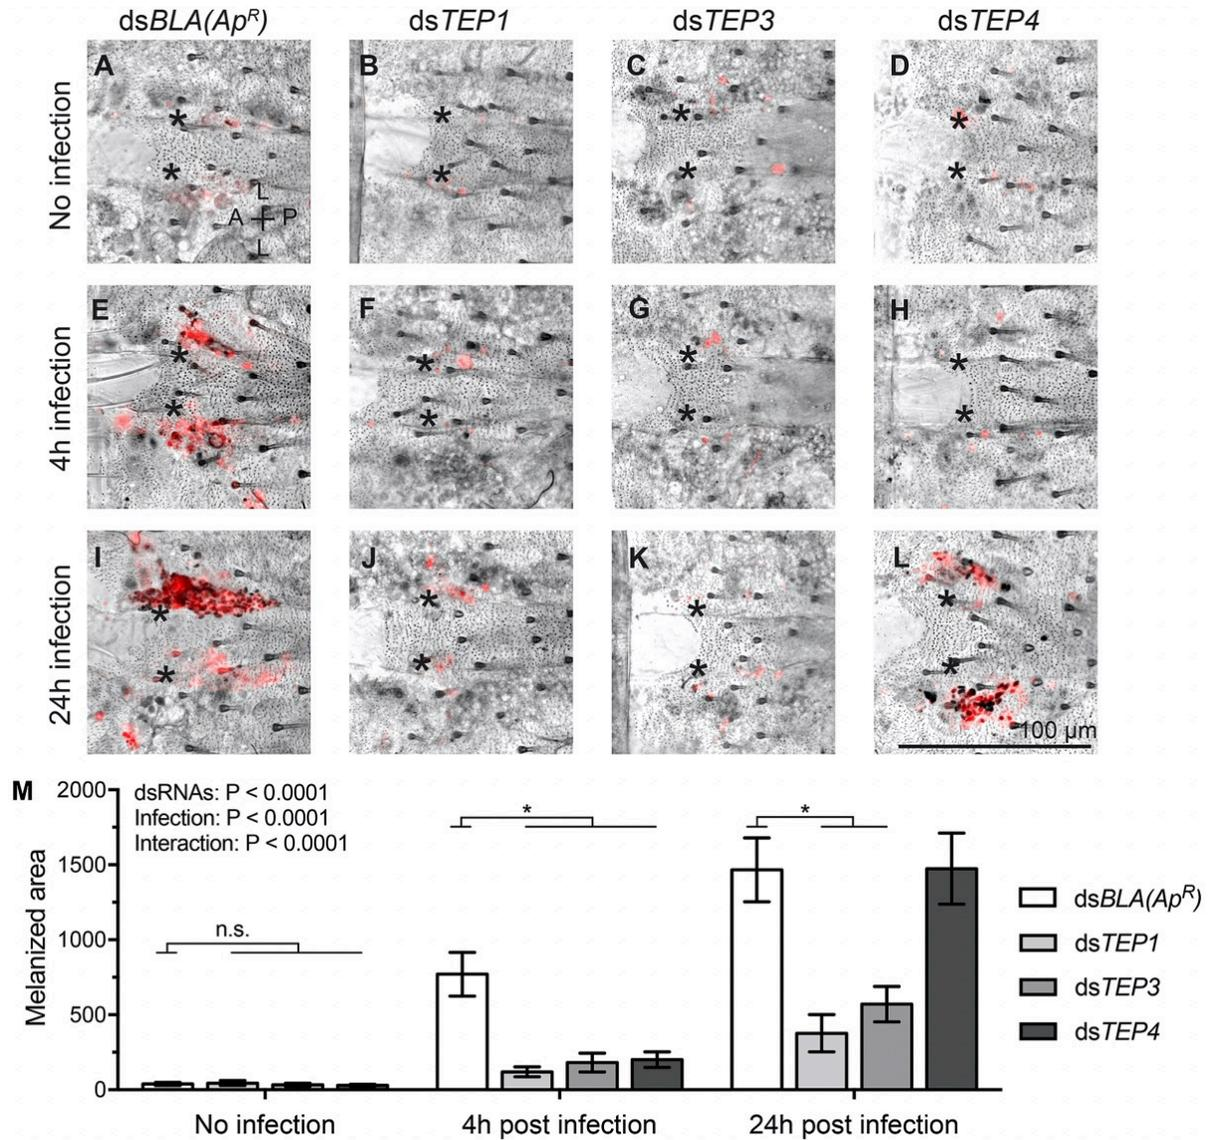 dsBLA(Ap^R) dsTEP1 dsTEP3 dsTEP4
No infection
A
B
C
D
L
A P
L
4h infection
E
F
G
H
24h infection
I
J
K
L
100 µm
M
dsRNAs: P < 0.0001
Infection: P < 0.0001
Interaction: P < 0.0001
Melanized area
2000
1500
1000
500
0
n.s.
*
*
No infection 4h post infection 24h post infection
dsBLA(Ap^R)
dsTEP1
dsTEP3
dsTEP4